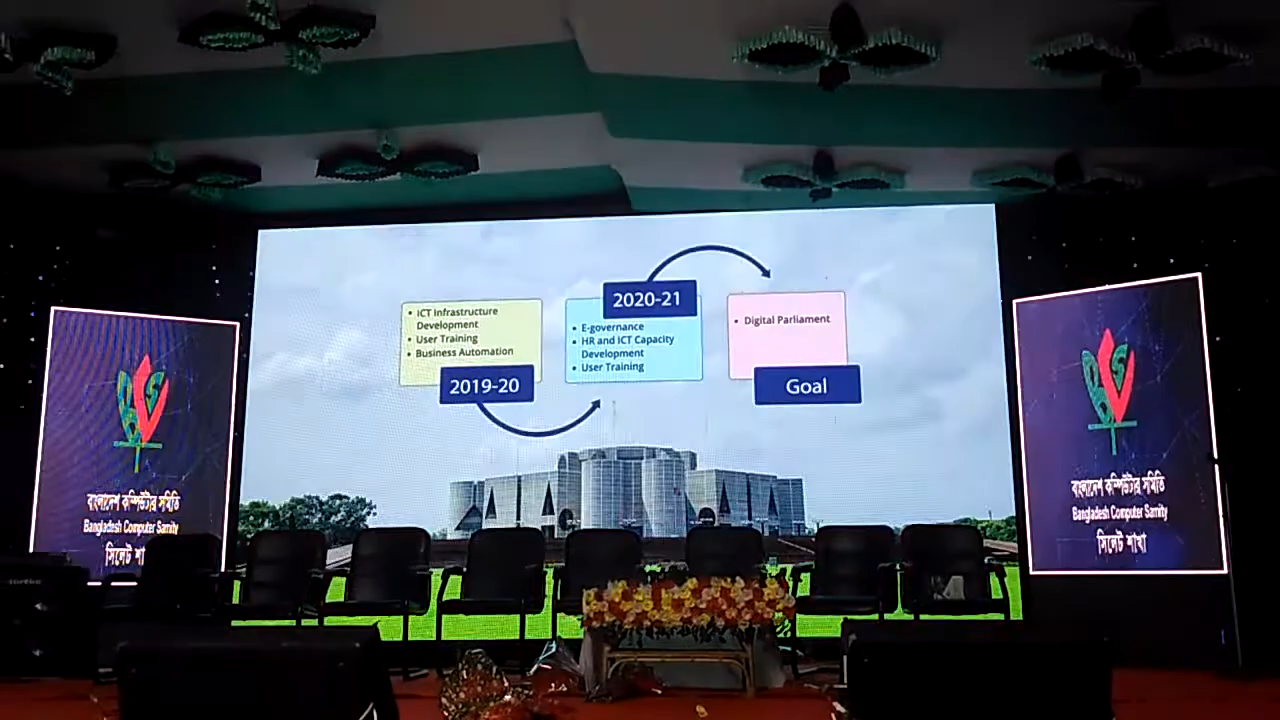 • ICT Infrastructure
Development
• User Training
• Business Automation
2019-20
2020-21
• E-governance
• HR and ICT Capacity
Development
• User Training
• Digital Parliament
Goal
বাংলাদেশ কম্পিউটার সমিতি
Bangladesh Computer Samity
সিলেট শা
বাংলাদেশ কম্পিউটার সমিতি
Bangladesh Computer Samity
সিলেট শাখা